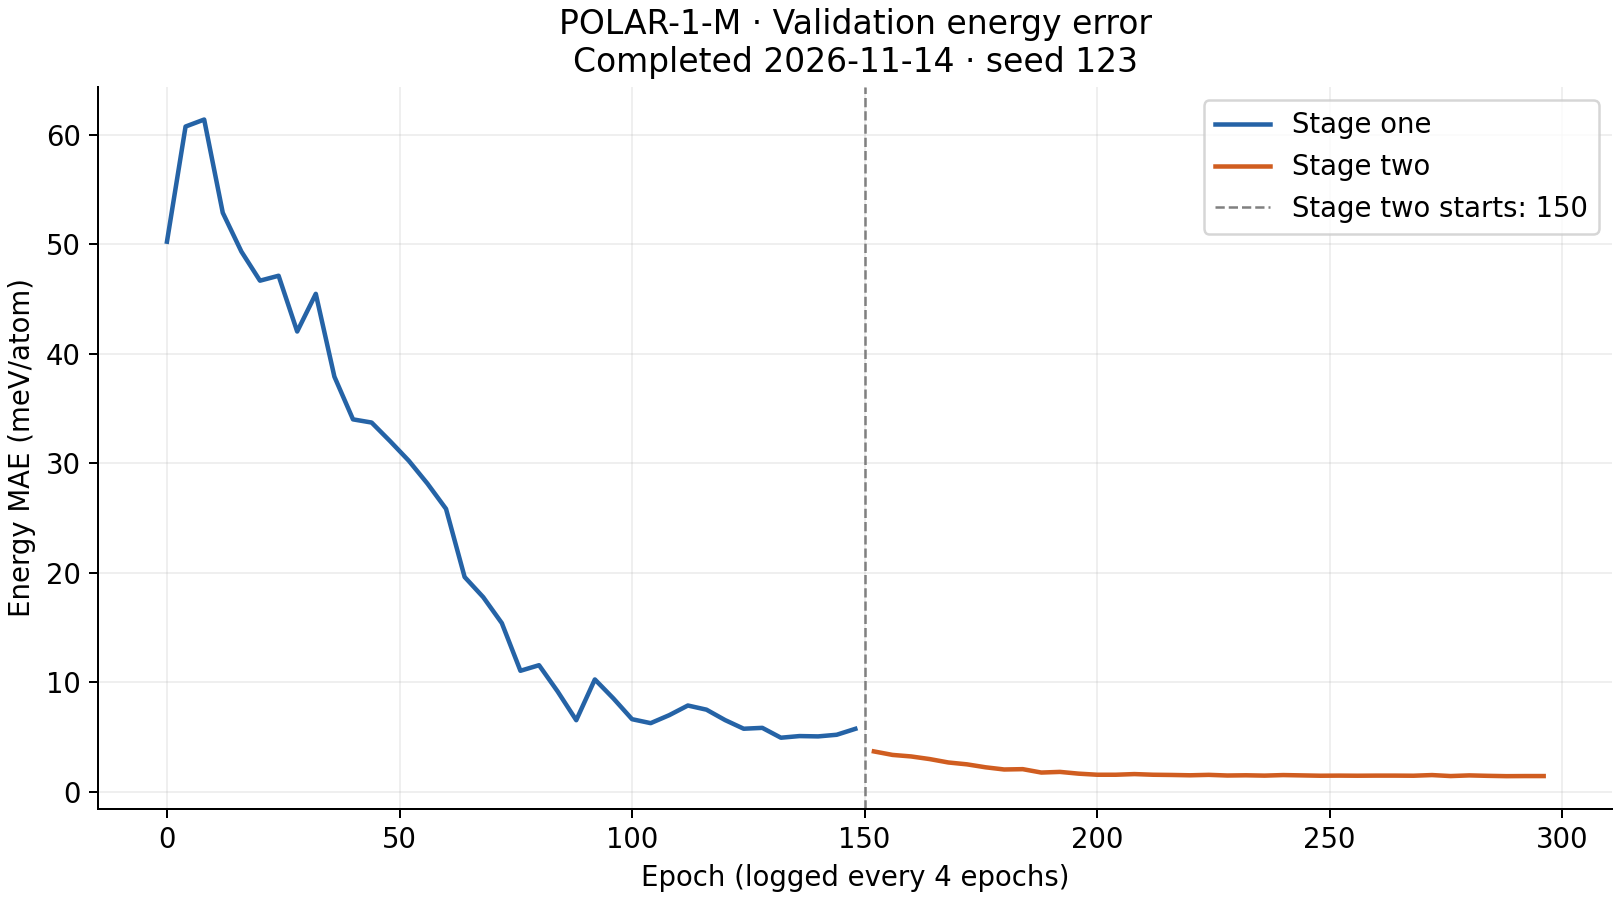 POLAR-1-M · Validation energy error
Completed 2026-11-14 · seed 123
Stage one
Stage two
Stage two starts: 150
Energy MAE (meV/atom)
60
50
40
30
20
10
0
0 50 100 150 200 250 300
Epoch (logged every 4 epochs)